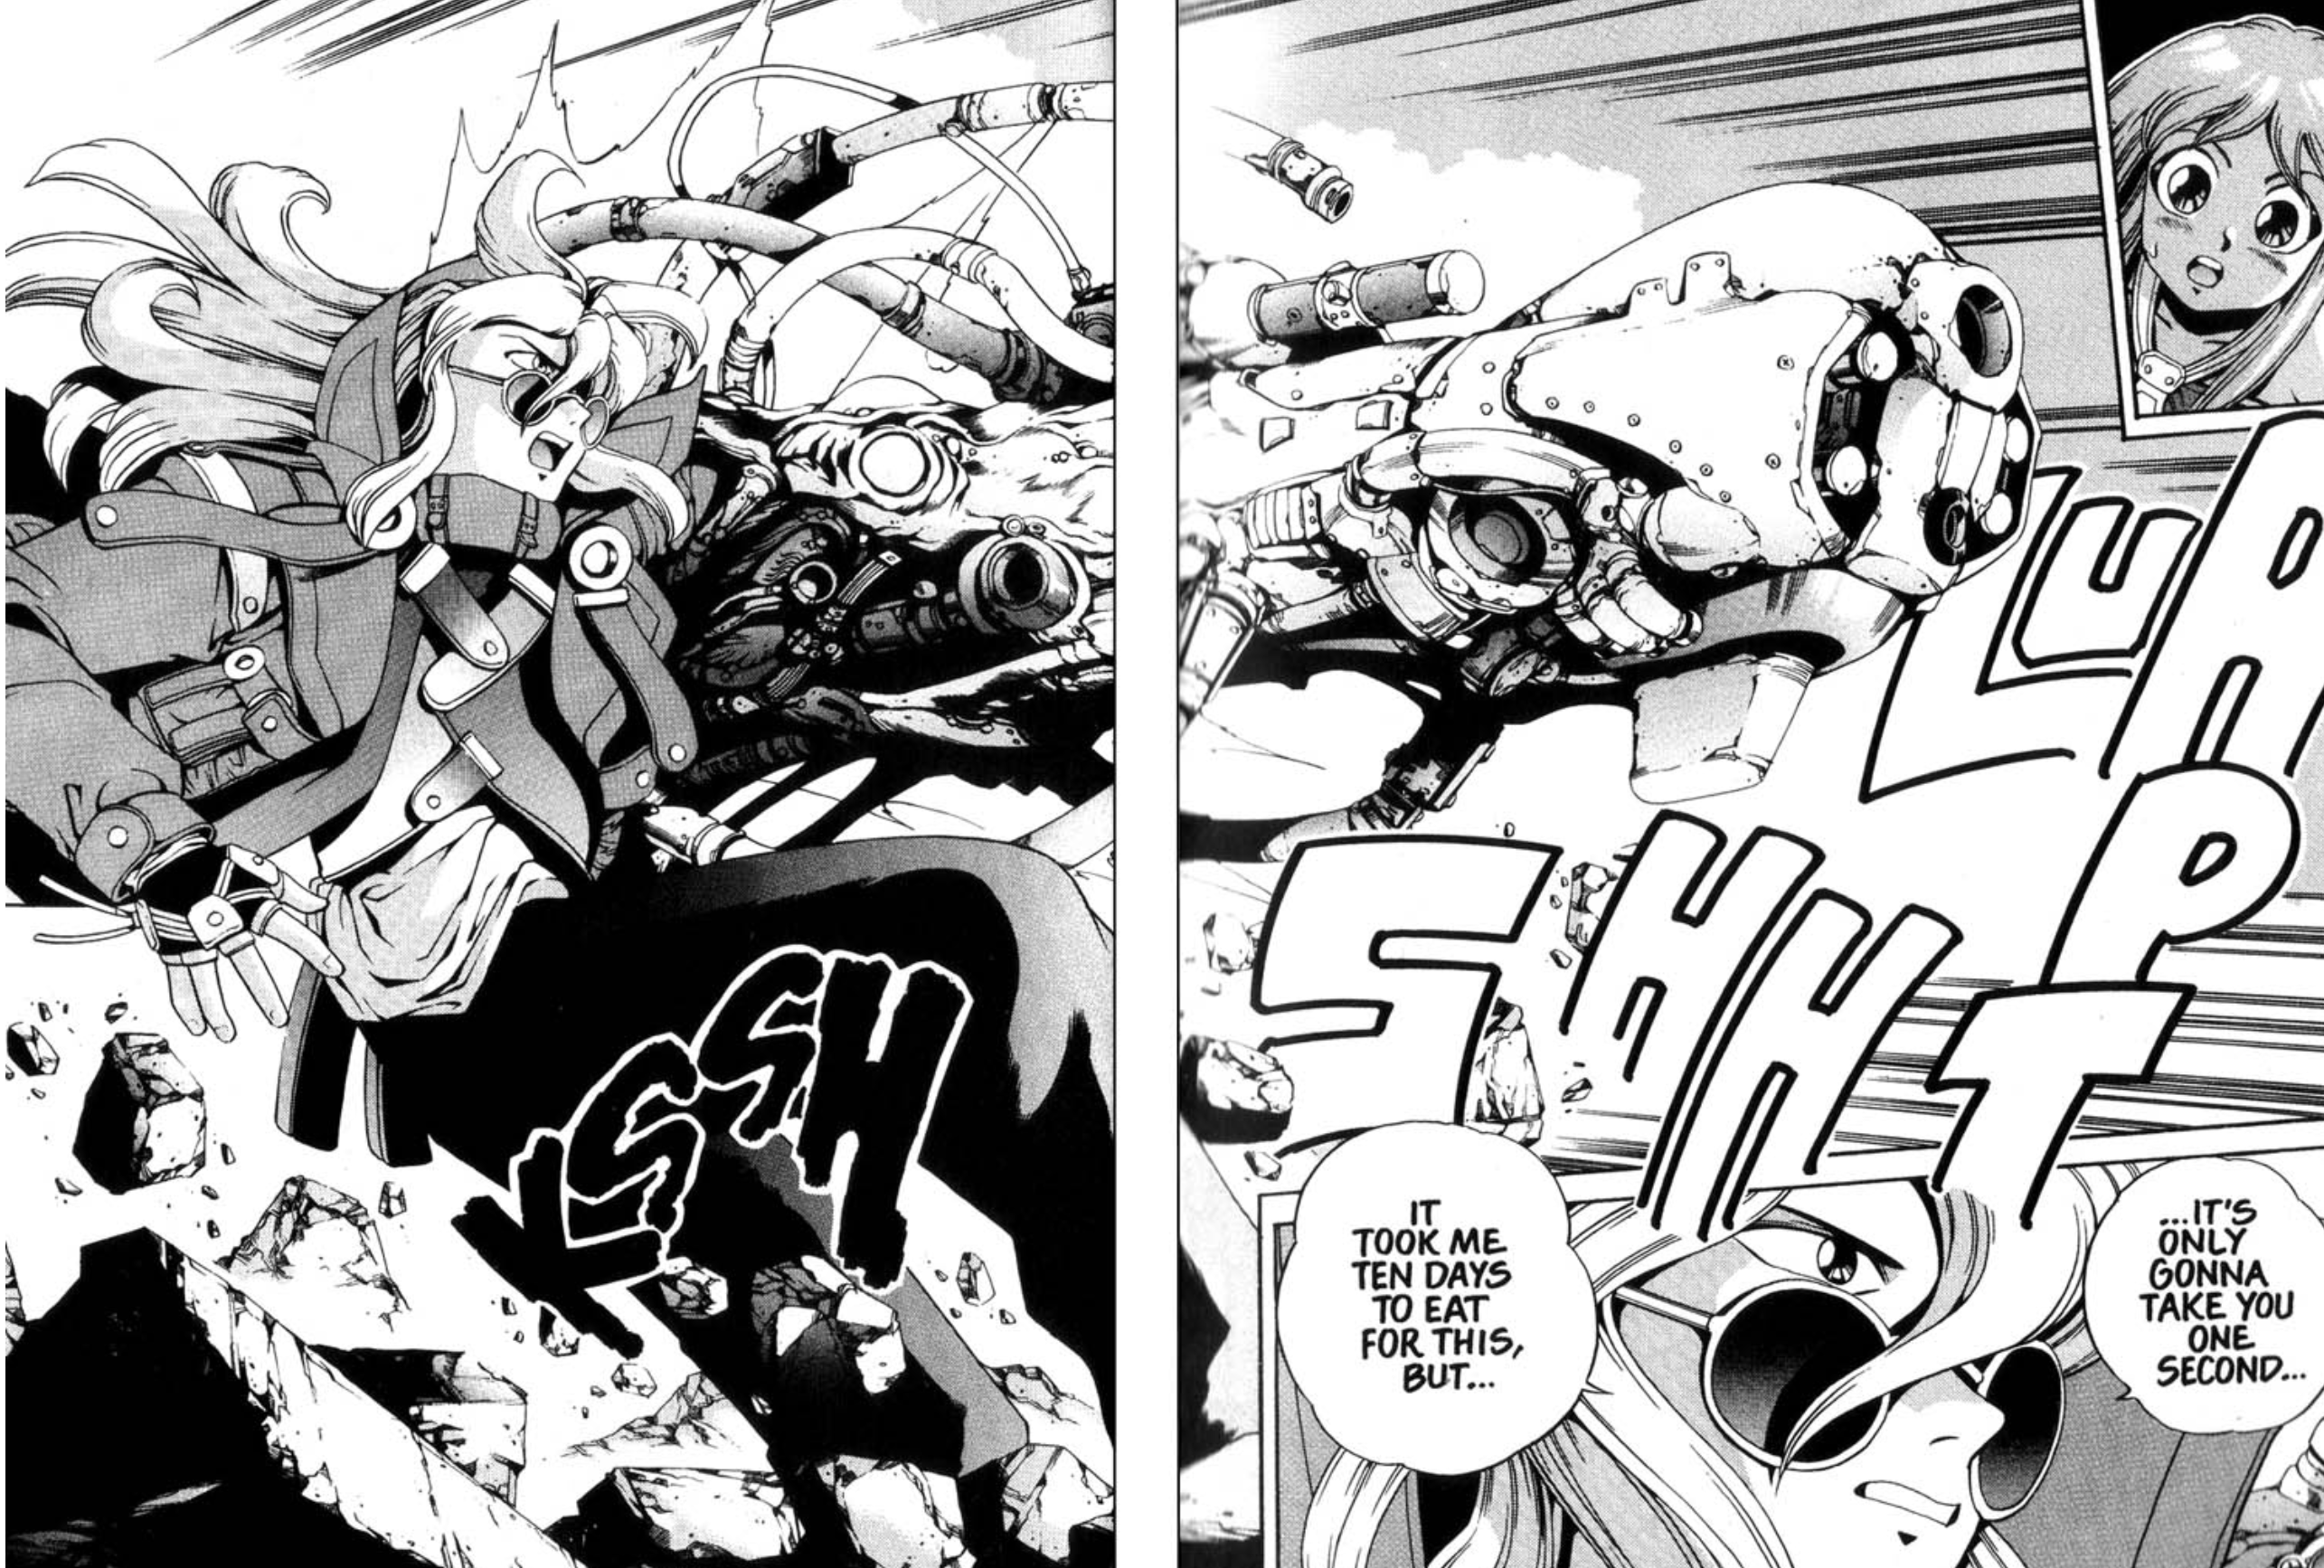 LUAP
SHHT
IT
TOOK ME
TEN DAYS
TO EAT
FOR THIS,
BUT...
...IT'S
ONLY
GONNA
TAKE YOU
ONE
SECOND...
KSSH